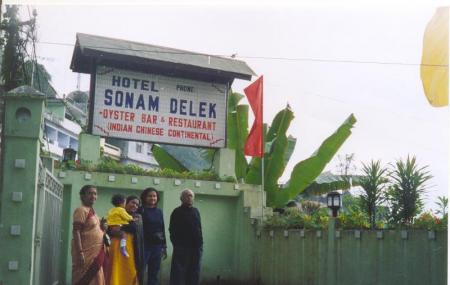 HOTEL PHONE:
SONAM DELEK
-OYSTER BAR & RESTAURANT
(INDIAN CHINESE CONTINENTAL)